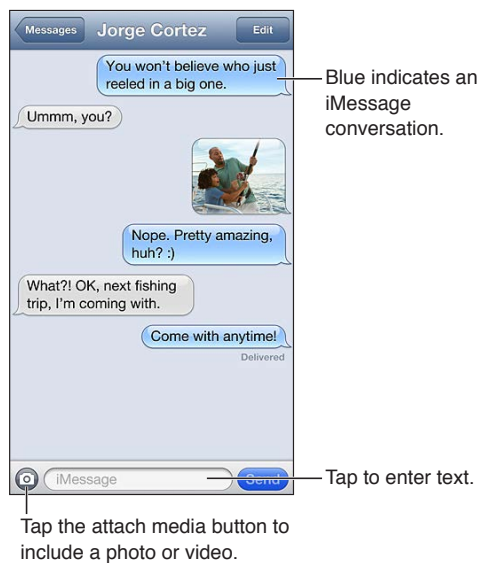 Messages Jorge Cortez Edit
You won't believe who just
reeled in a big one.
Blue indicates an
iMessage
conversation.
Ummm, you?
Nope. Pretty amazing,
huh? :)
What?! OK, next fishing
trip, I'm coming with.
Come with anytime!
Delivered
iMessage Send
Tap to enter text.
Tap the attach media button to
include a photo or video.